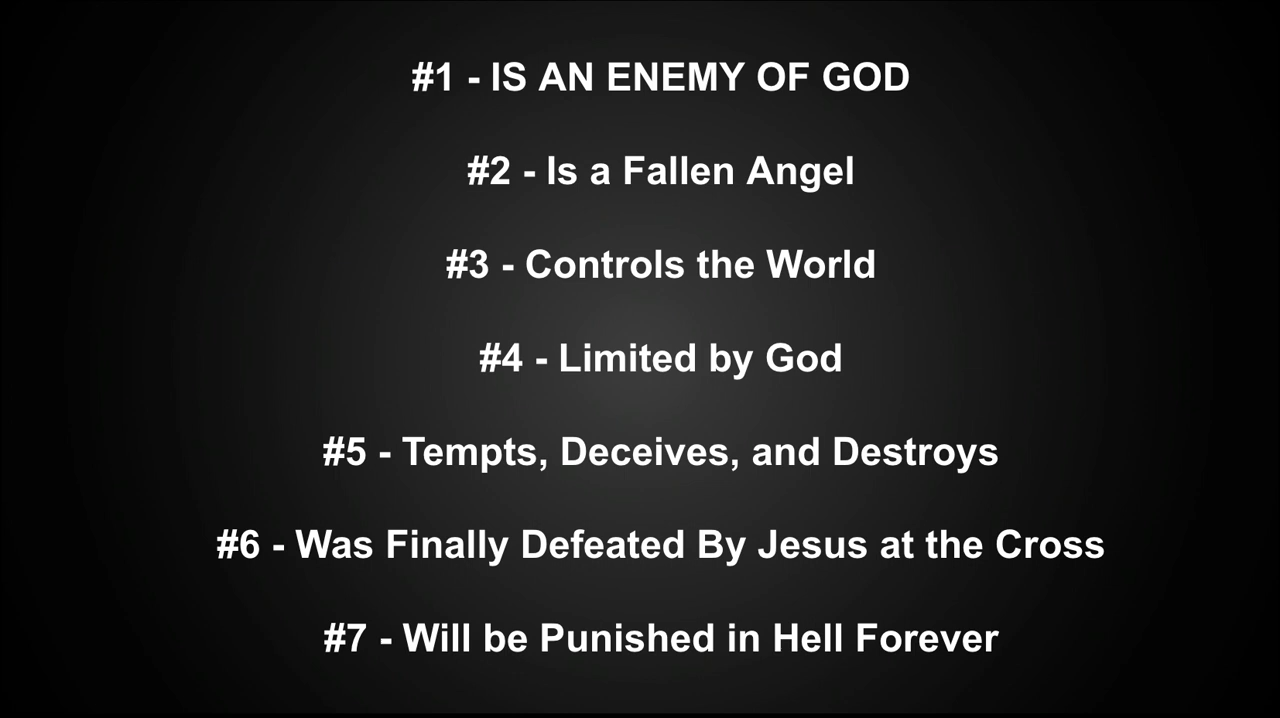 #1 - IS AN ENEMY OF GOD
#2 - Is a Fallen Angel
#3 - Controls the World
#4 - Limited by God
#5 - Tempts, Deceives, and Destroys
#6 - Was Finally Defeated By Jesus at the Cross
#7 - Will be Punished in Hell Forever